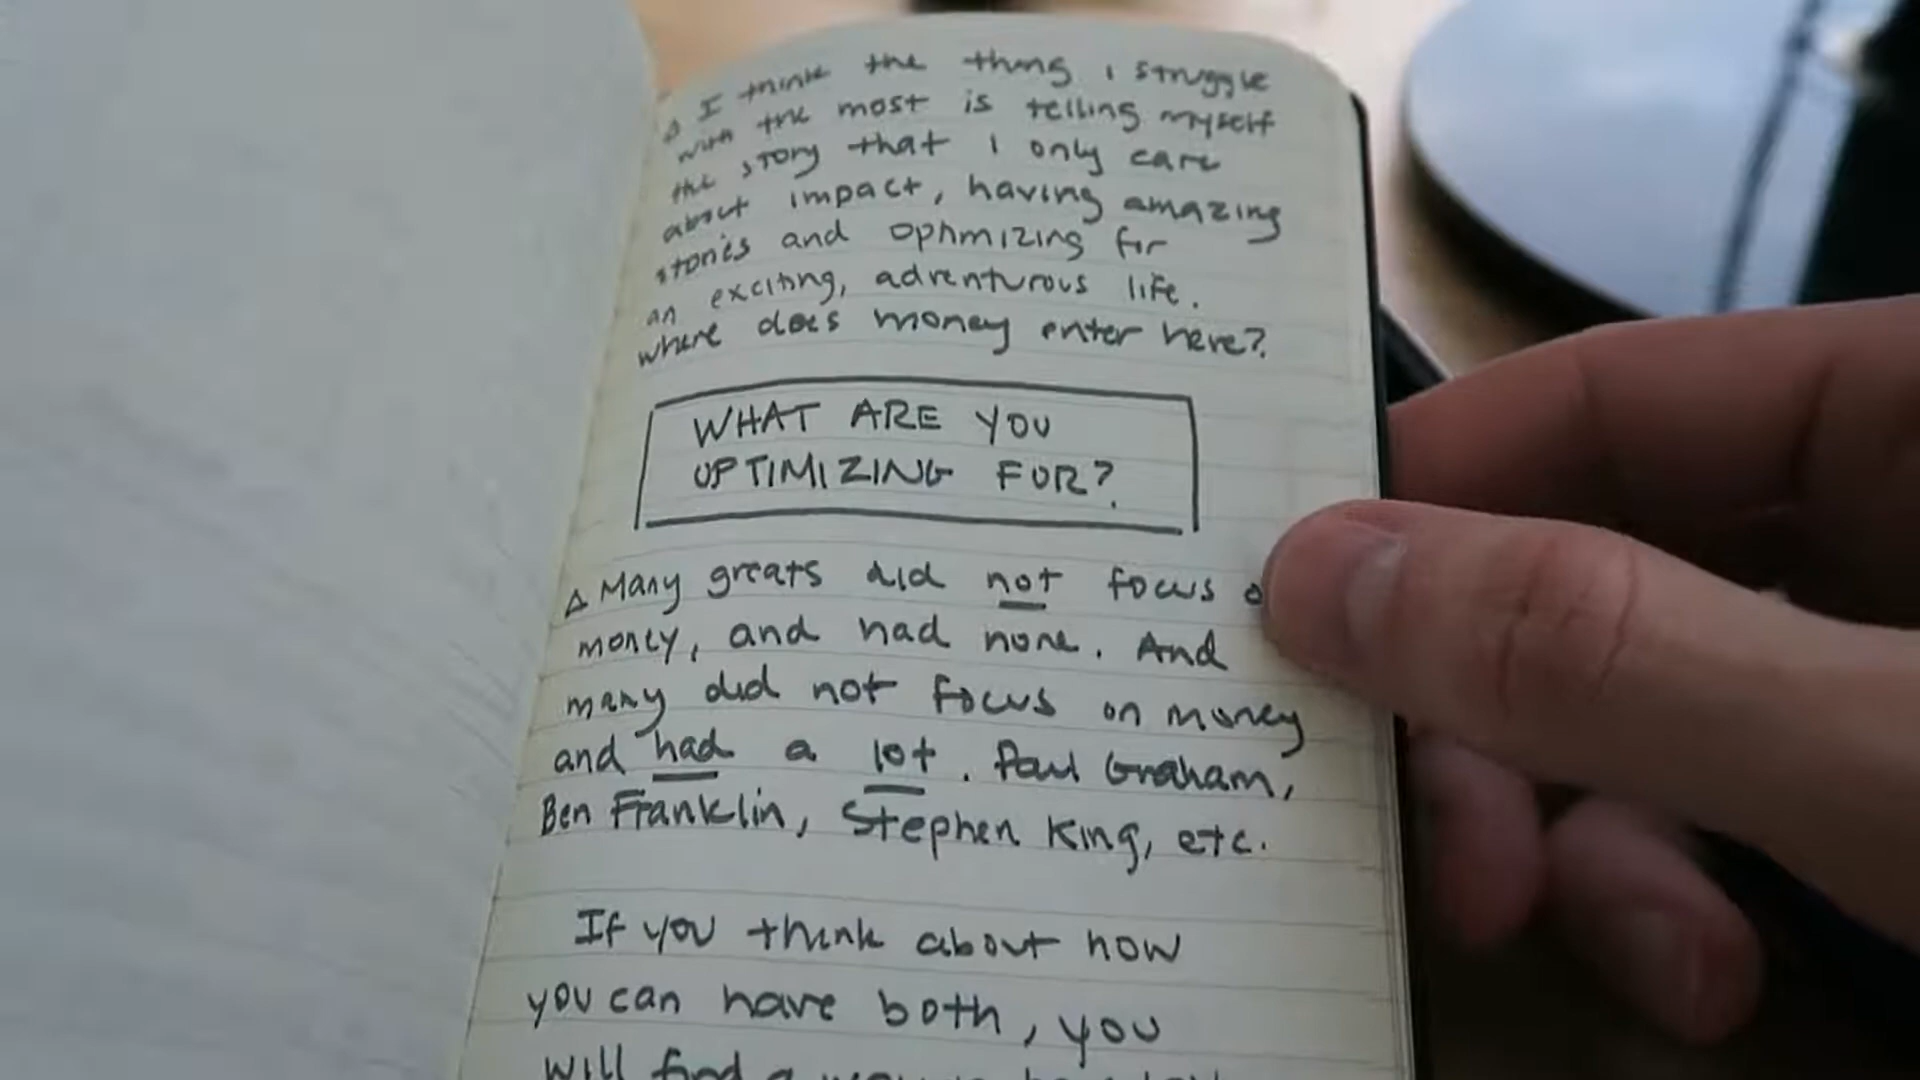 Δ I think the thing I struggle
with the most is telling myself
the story that I only care
about impact, having amazing
stories and optimizing for
an exciting, adventurous life.
where does money enter here?
WHAT ARE YOU
OPTIMIZING FOR?
Δ Many greats did not focus
money, and had none. And
many did not focus on money
and had a lot. Paul Graham,
Ben Franklin, Stephen King, etc.
If you think about how
you can have both, you
will find a way